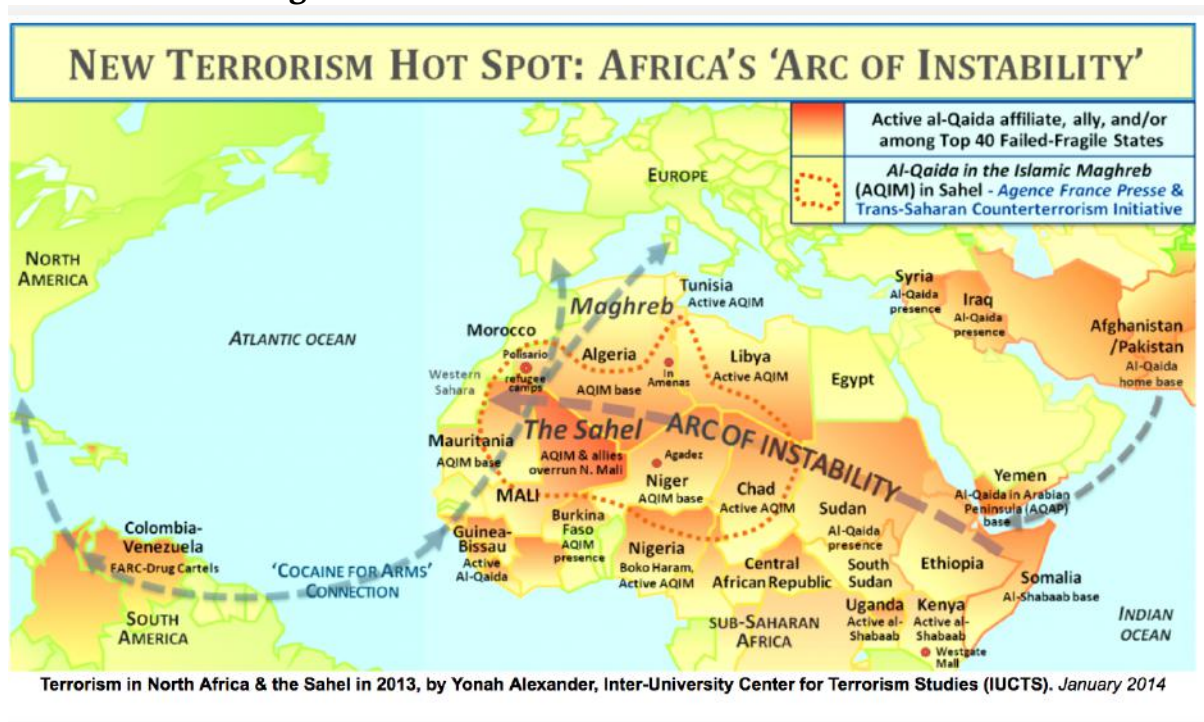 NEW TERRORISM HOT SPOT: AFRICA'S 'ARC OF INSTABILITY'
Active al-Qaida affiliate, ally, and/or
among Top 40 Failed-Fragile States
Al-Qaida in the Islamic Maghreb
(AQIM) in Sahel - Agence France Presse &
Trans-Saharan Counterterrorism Initiative
EUROPE
NORTH
AMERICA
ATLANTIC OCEAN
Tunisia
Active AQIM
Maghreb
Morocco
Polisario
refugee
camps
Western
Sahara
Algeria
AQIM base
In
Amenas
Libya
Active AQIM
Egypt
Syria
Al-Qaida
presence
Iraq
Al-Qaida
presence
Afghanistan
/Pakistan
Al-Qaida
home base
The Sahel
ARC OF INSTABILITY
Mauritania
AQIM base
AQIM & allies
overrun N. Mali
MALI
Agadez
Niger
AQIM base
Chad
Active AQIM
Sudan
Al-Qaida
presence
Yemen
Al-Qaida in Arabian
Peninsula (AQAP)
base
Colombia-
Venezuela
FARC-Drug Cartels
'COCAINE FOR ARMS'
CONNECTION
Guinea-
Bissau
Active
Al-Qaida
Burkina
Faso
AQIM
presence
Nigeria
Boko Haram,
Active AQIM
Central
African Republic
South
Sudan
Ethiopia
Somalia
Al-Shabaab base
SOUTH
AMERICA
SUB-SAHARAN
AFRICA
Uganda
Active al-
Shabaab
Kenya
Active al-
Shabaab
Westgate
Mall
INDIAN
OCEAN
Terrorism in North Africa & the Sahel in 2013, by Yonah Alexander, Inter-University Center for Terrorism Studies (IUCTS). January 2014